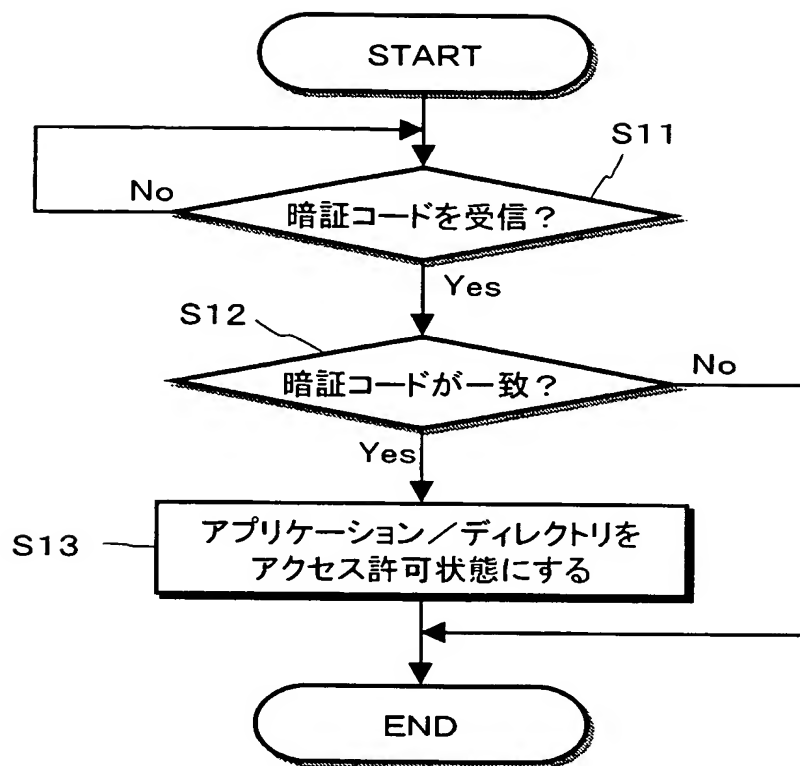 START
S11
No
暗証コードを受信?
Yes
S12
No
暗証コードが一致?
Yes
S13
アプリケーション/ディレクトリを
アクセス許可状態にする
END